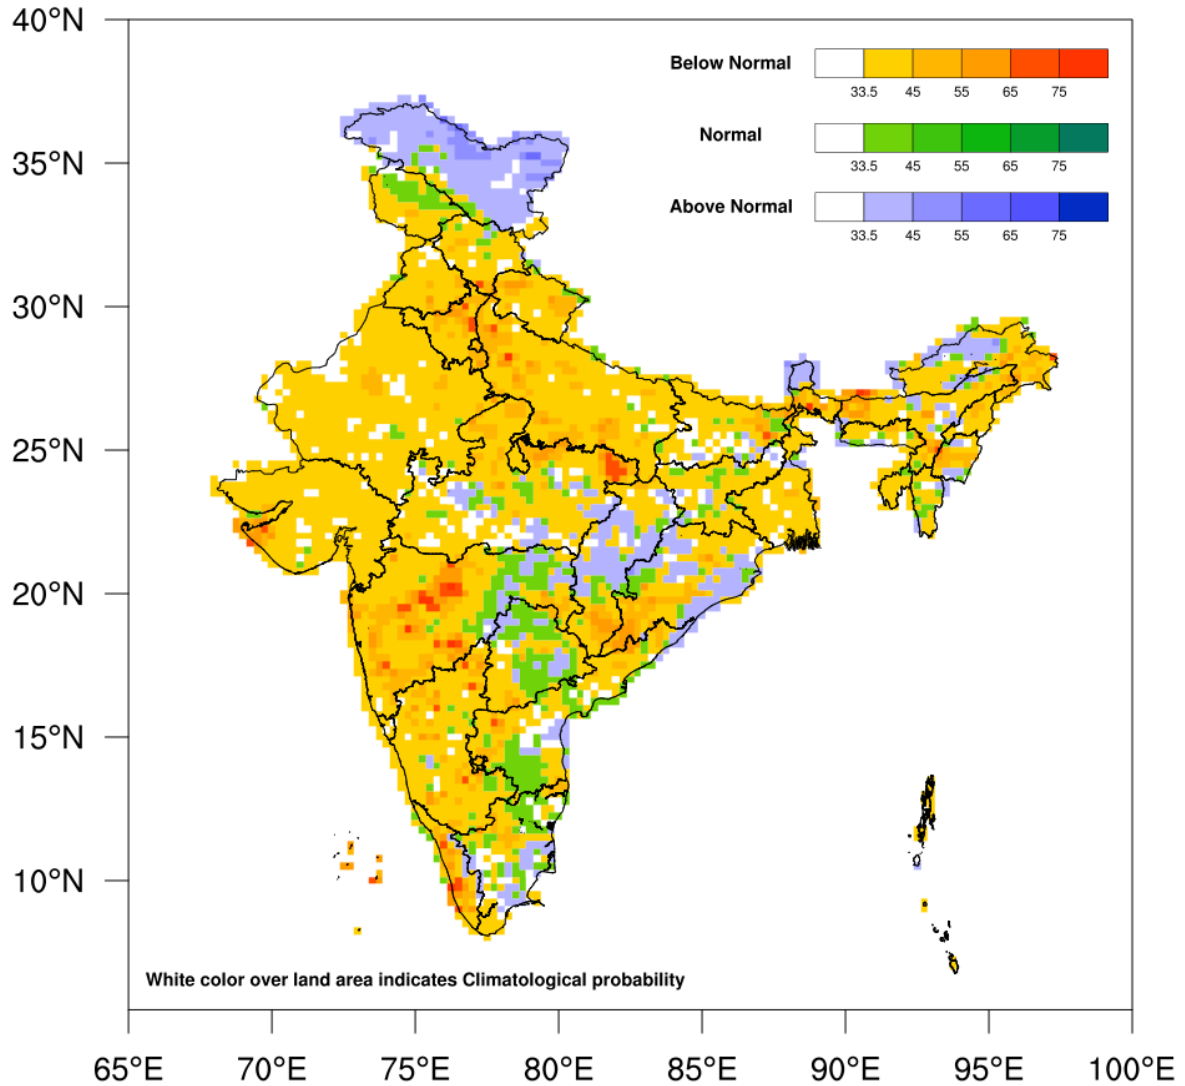 40°N
35°N
30°N
25°N
20°N
15°N
10°N
Below Normal
33.5 45 55 65 75
Normal
33.5 45 55 65 75
Above Normal
33.5 45 55 65 75
White color over land area indicates Climatological probability
65°E 70°E 75°E 80°E 85°E 90°E 95°E 100°E